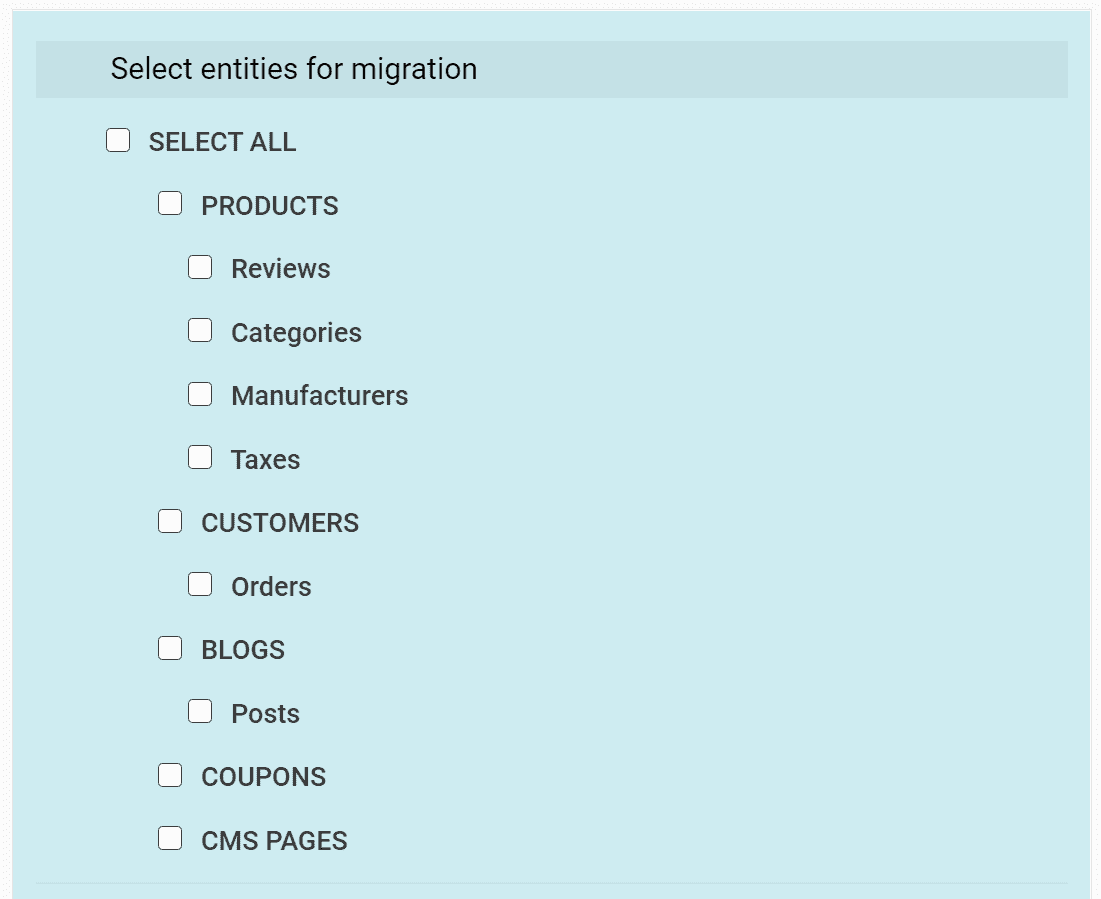 Select entities for migration
SELECT ALL
PRODUCTS
Reviews
Categories
Manufacturers
Taxes
CUSTOMERS
Orders
BLOGS
Posts
COUPONS
CMS PAGES